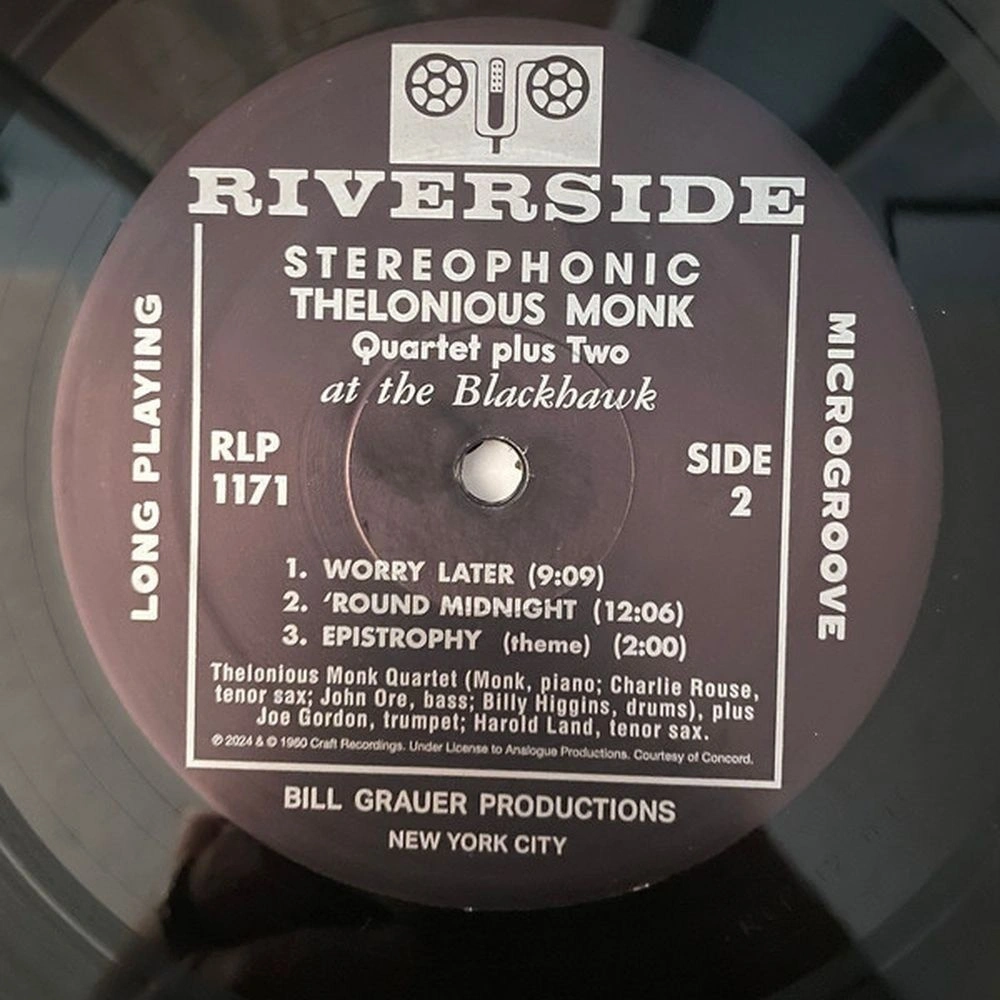 RIVERSIDE
STEREOPHONIC
THELONIOUS MONK
Quartet plus Two
at the Blackhawk
LONG PLAYING
MICROGROOVE
RLP
1171
SIDE
2
1. WORRY LATER (9:09)
2. ‘ROUND MIDNIGHT (12:06)
3. EPISTROPHY (theme) (2:00)
Thelonious Monk Quartet (Monk, piano; Charlie Rouse,
tenor sax; John Ore, bass; Billy Higgins, drums), plus
Joe Gordon, trumpet; Harold Land, tenor sax.
℗ 2024 & © 1960 Craft Recordings. Under License to Analogue Productions. Courtesy of Concord.
BILL GRAUER PRODUCTIONS
NEW YORK CITY